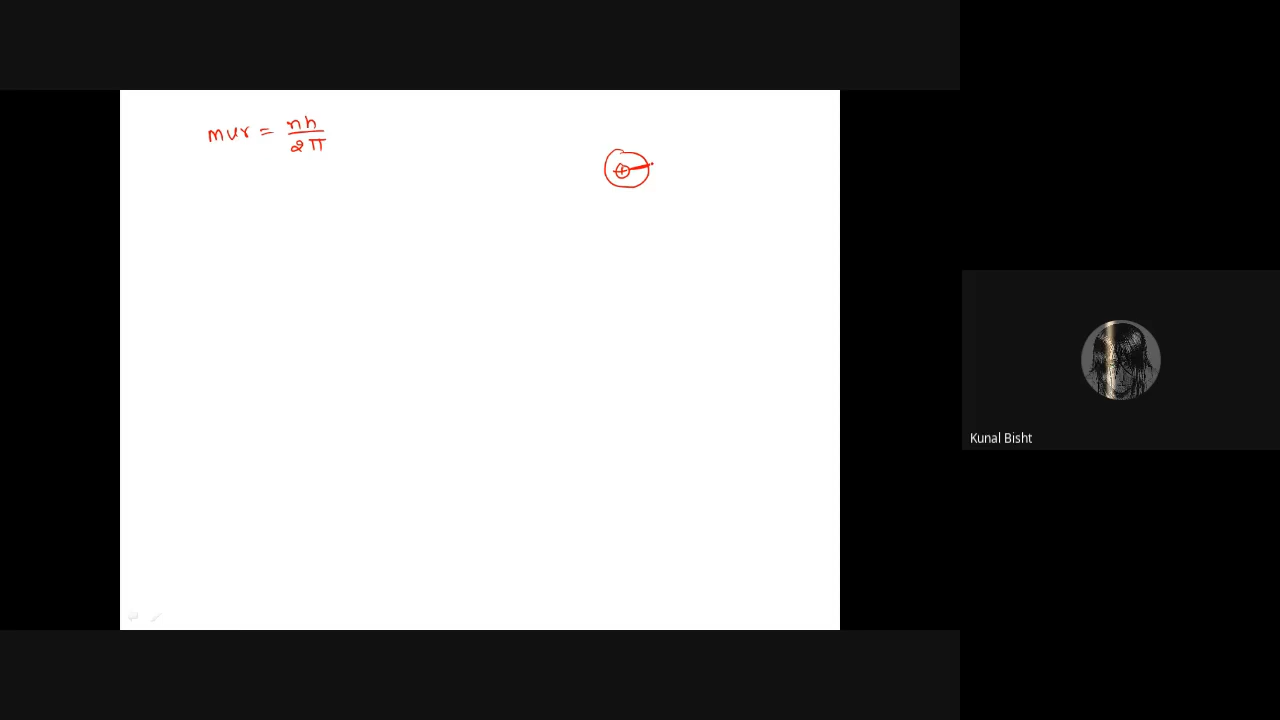 mvr = nh/2π
+
Kunal Bisht